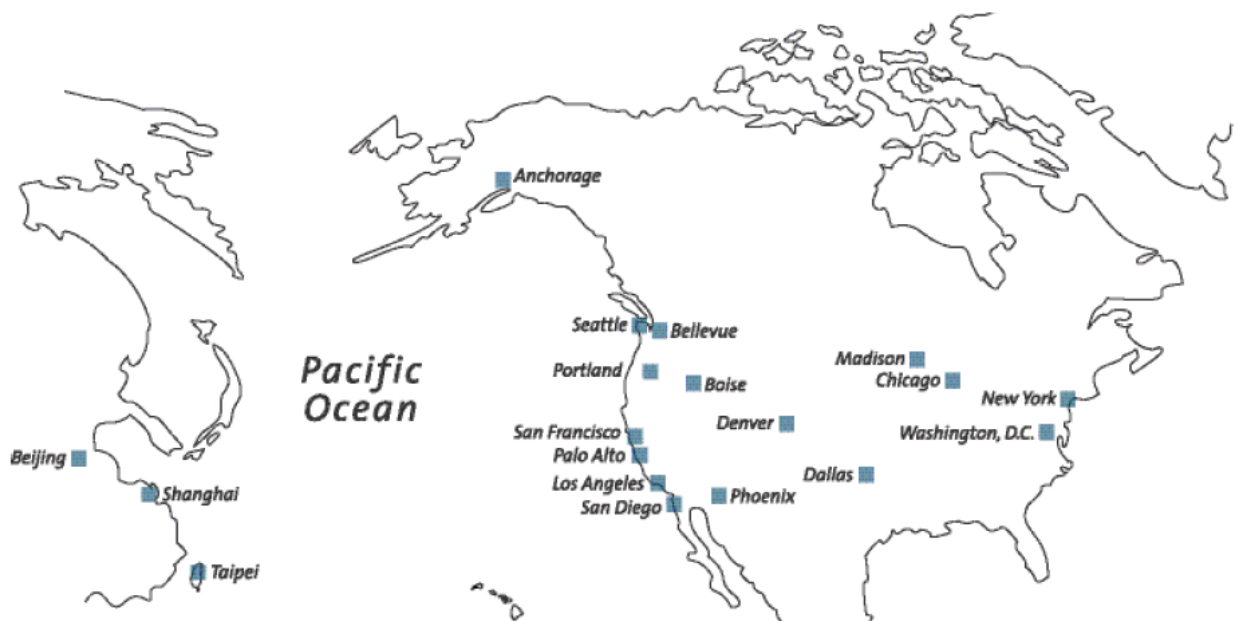 Anchorage
Seattle
Bellevue
Pacific
Ocean
Portland
Boise
Madison
Chicago
New York
Denver
San Francisco
Washington, D.C.
Palo Alto
Beijing
Dallas
Los Angeles
Shanghai
Phoenix
San Diego
Taipei